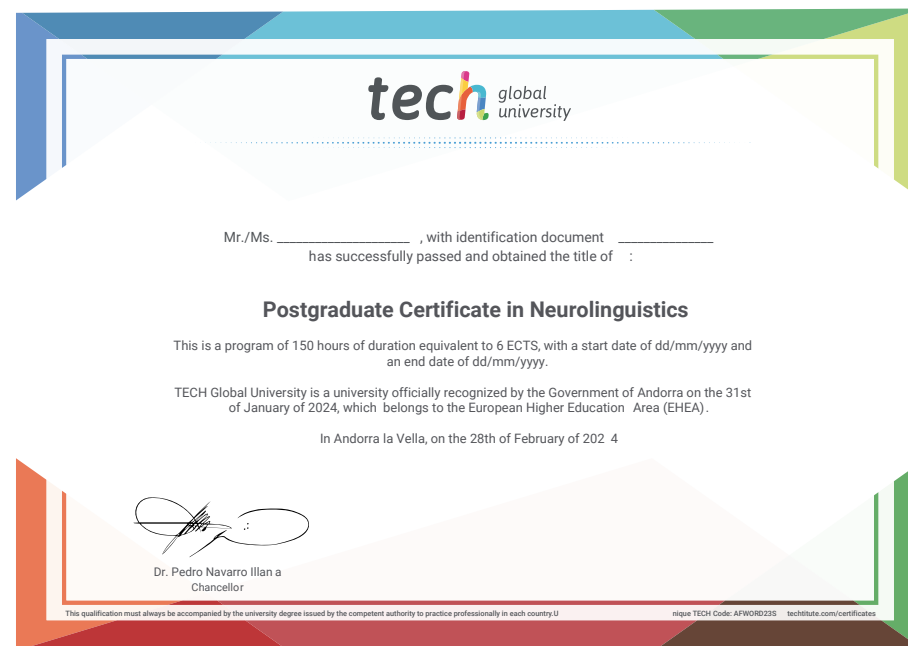 tech global
university
Mr./Ms. ____________________ , with identification document ______________
has successfully passed and obtained the title of :
Postgraduate Certificate in Neurolinguistics
This is a program of 150 hours of duration equivalent to 6 ECTS, with a start date of dd/mm/yyyy and
an end date of dd/mm/yyyy.
TECH Global University is a university officially recognized by the Government of Andorra on the 31st
of January of 2024, which belongs to the European Higher Education Area (EHEA).
In Andorra la Vella, on the 28th of February of 202 4
Dr. Pedro Navarro Illan a
Chancellor
This qualification must always be accompanied by the university degree issued by the competent authority to practice professionally in each country.U nique TECH Code: AFWORD23S techtitute.com/certificates